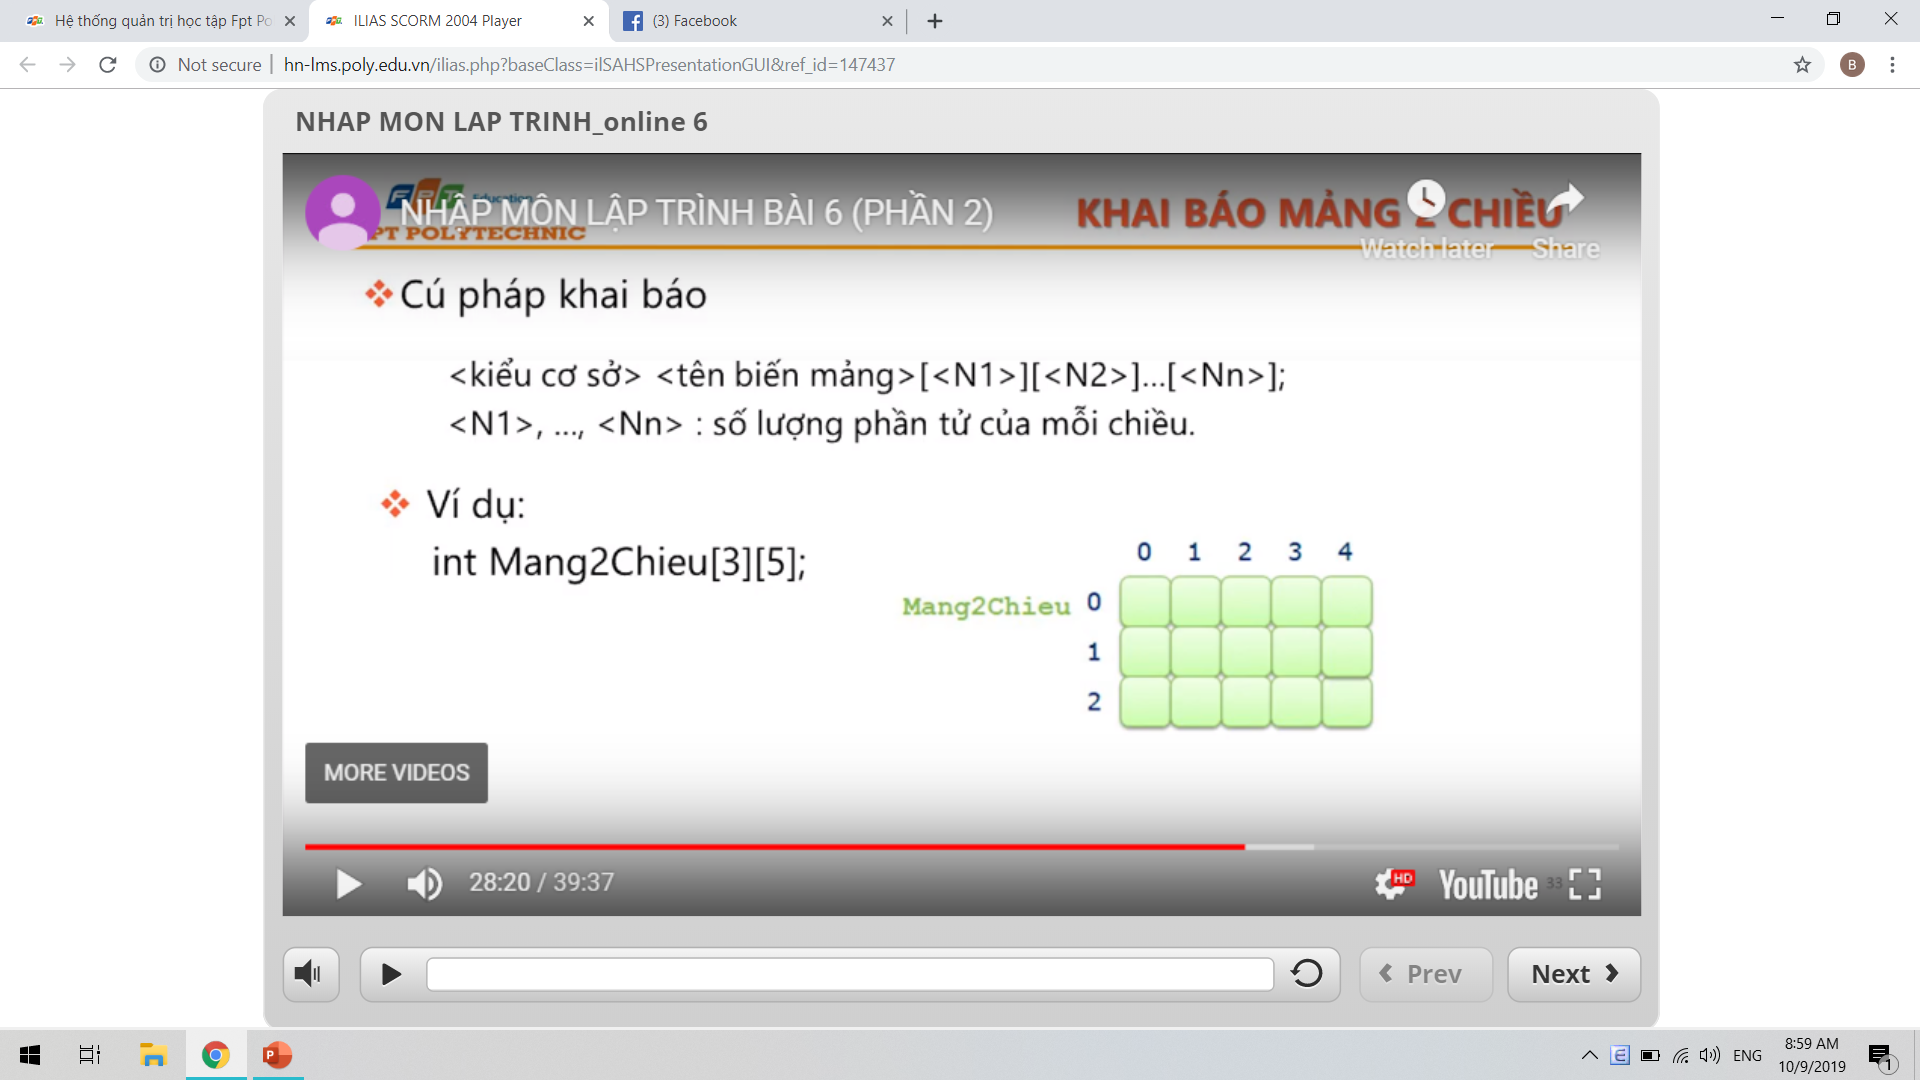 Hệ thống quản trị học tập Fpt Po
ILIAS SCORM 2004 Player
(3) Facebook
Not secure
hn-lms.poly.edu.vn/ilias.php?baseClass=ilSAHSPresentationGUI&ref_id=147437
B
NHAP MON LAP TRINH_online 6
FPT Education
NHẬP MÔN LẬP TRÌNH BÀI 6 (PHẦN 2)
KHAI BÁO MẢNG 2 CHIỀU
PT POLYTECHNIC
Watch later
Share
Cú pháp khai báo
<kiểu cơ sở> <tên biến mảng>[<N1>][<N2>]...[<Nn>];
<N1>, ..., <Nn> : số lượng phần tử của mỗi chiều.
Ví dụ:
int Mang2Chieu[3][5];
0 1 2 3 4
Mang2Chieu 0
1
2
MORE VIDEOS
28:20 / 39:37
HD
YouTube
33
Prev
Next
P
E
ENG
8:59 AM
10/9/2019
1